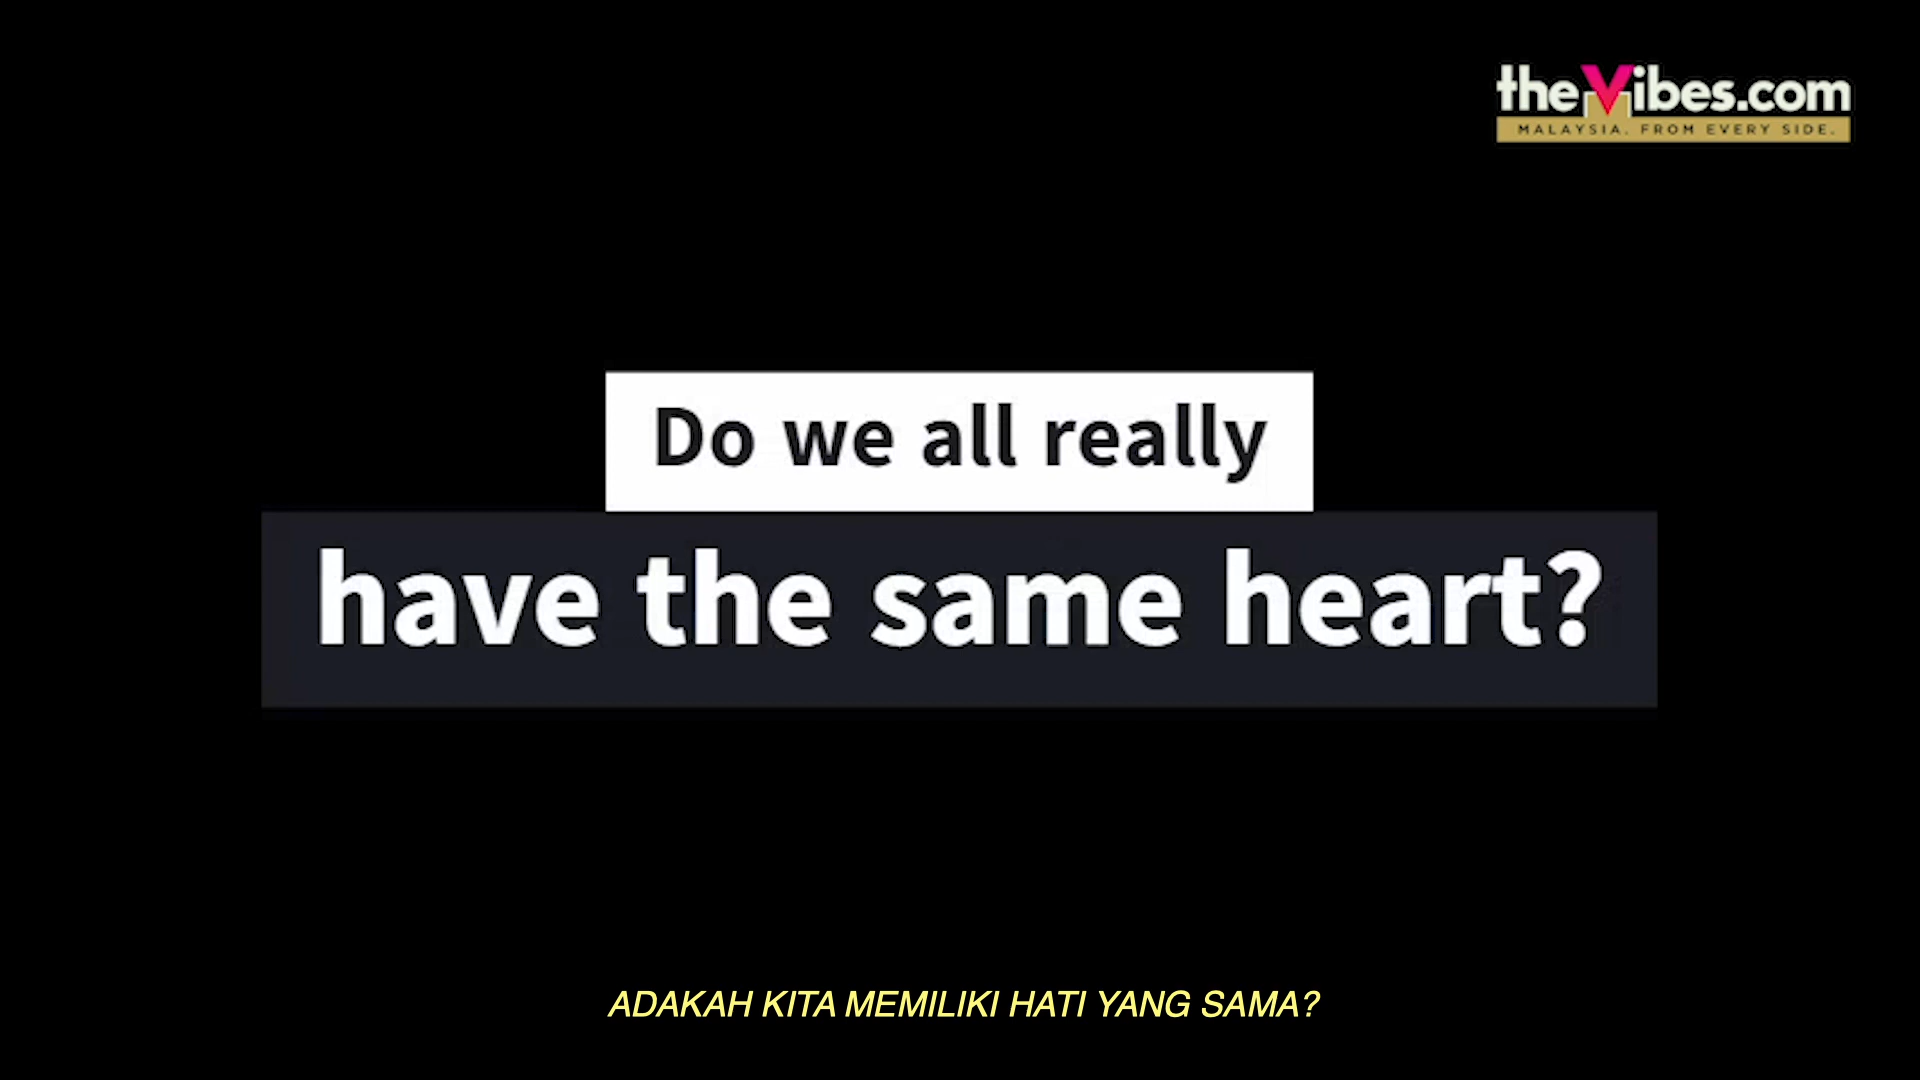 theVibes.com
MALAYSIA. FROM EVERY SIDE.
Do we all really
have the same heart?
ADAKAH KITA MEMILIKI HATI YANG SAMA?